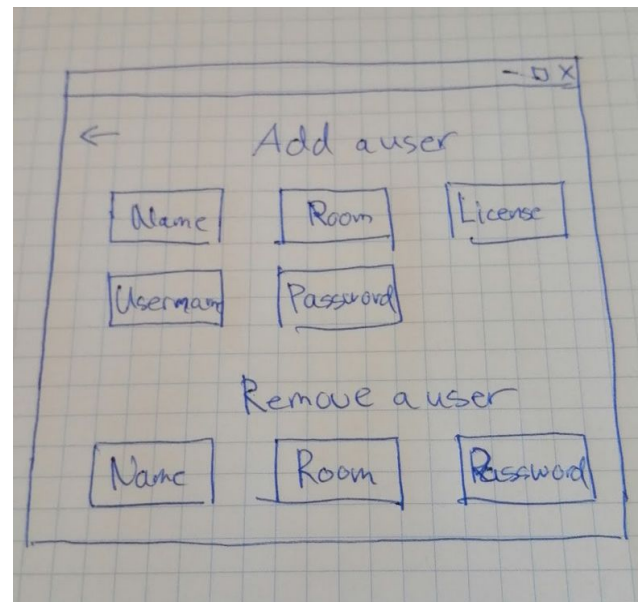 ← Add a user
Name Room License
Usernam Password
Remove a user
Name Room Password